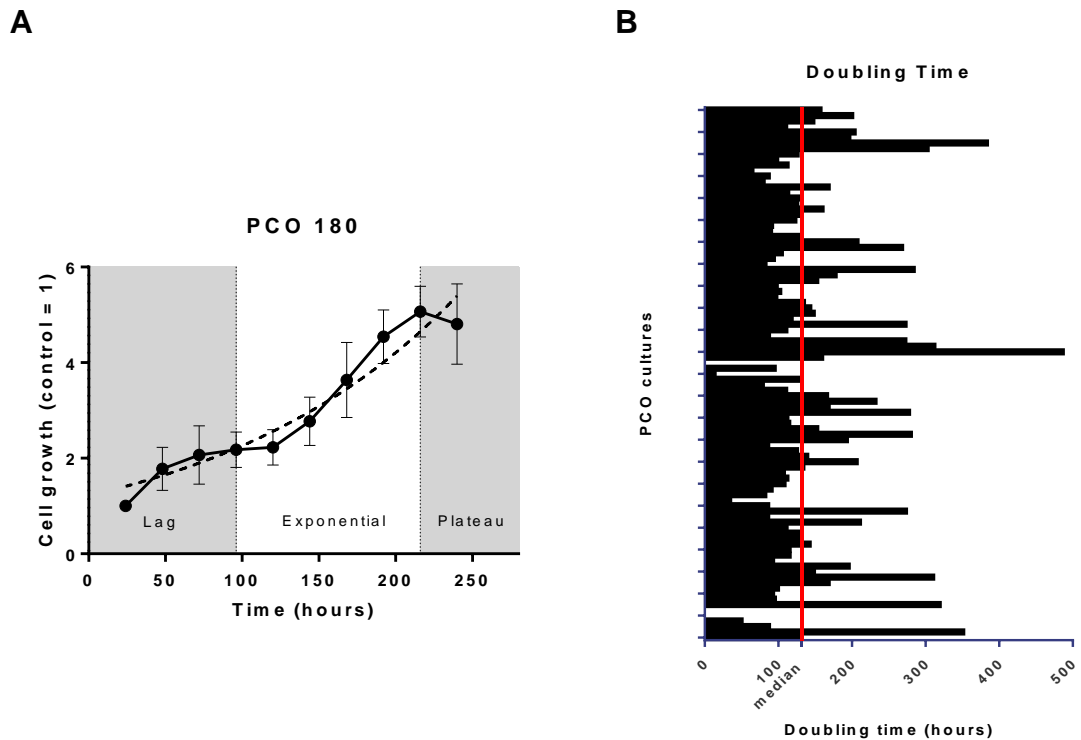 A
PCO 180
Cell growth (control = 1)
6
4
2
0
Lag
Exponential
Plateau
0 50 100 150 200 250
Time (hours)
B
Doubling Time
PCO cultures
0 100 median 200 300 400 500
Doubling time (hours)